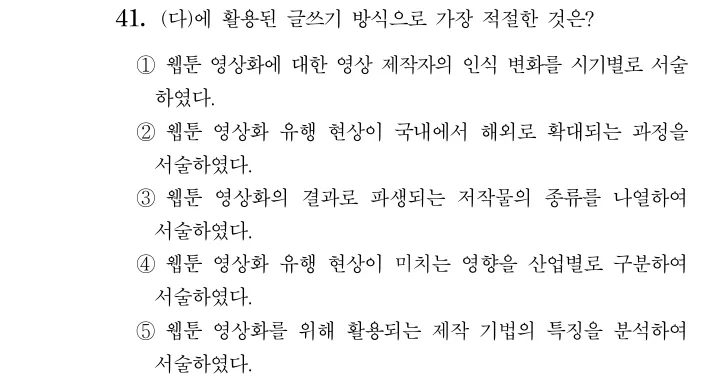 41. (다)에 활용된 글쓰기 방식으로 가장 적절한 것은?
① 웹툰 영상화에 대한 영상 제작자의 인식 변화를 시기별로 서술
하였다.
② 웹툰 영상화 유행 현상이 국내에서 해외로 확대되는 과정을
서술하였다.
③ 웹툰 영상화의 결과로 파생되는 저작물의 종류를 나열하여
서술하였다.
④ 웹툰 영상화 유행 현상이 미치는 영향을 산업별로 구분하여
서술하였다.
⑤ 웹툰 영상화를 위해 활용되는 제작 기법의 특징을 분석하여
서술하였다.